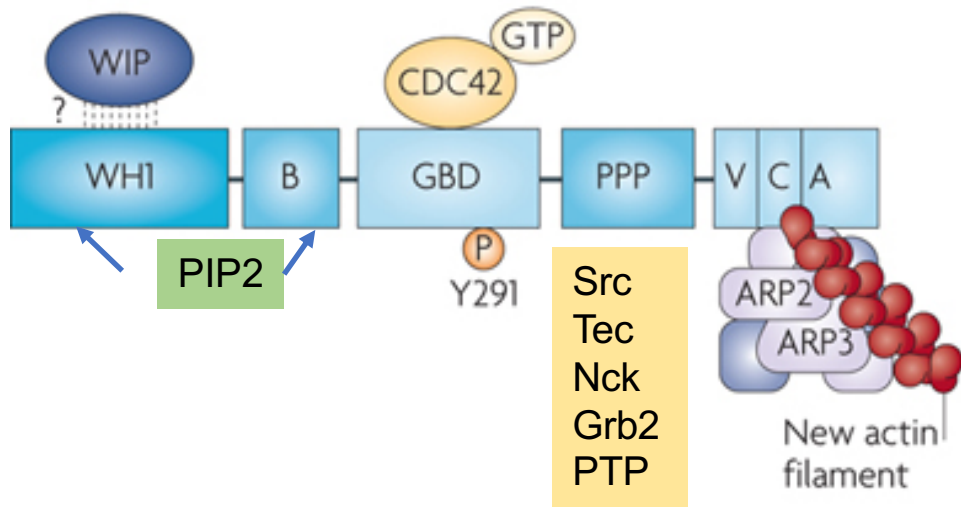 WIP
GTP
CDC42
?
WH1
B
GBD
PPP
V
C
A
PIP2
P
Y291
Src
Tec
Nck
Grb2
PTP
ARP2
ARP3
New actin
filament